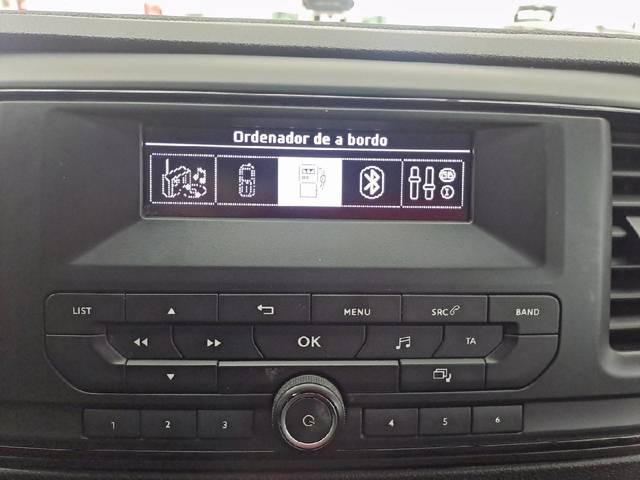 Ordenador de a bordo
LIST
MENU
SRC
BAND
OK
TA
1 2 3 4 5 6